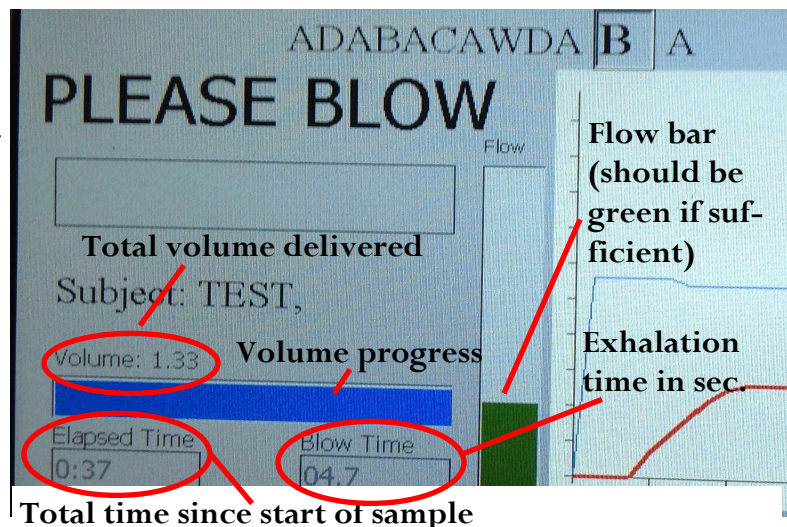 ADABACAWDA B A
PLEASE BLOW
Flow
Flow bar
(should be
green if suf-
ficient)
Total volume delivered
Subject: TEST,
Volume: 1.33
Volume progress
Exhalation
time in sec.
Elapsed Time
Blow Time
0:37
04.7
Total time since start of sample